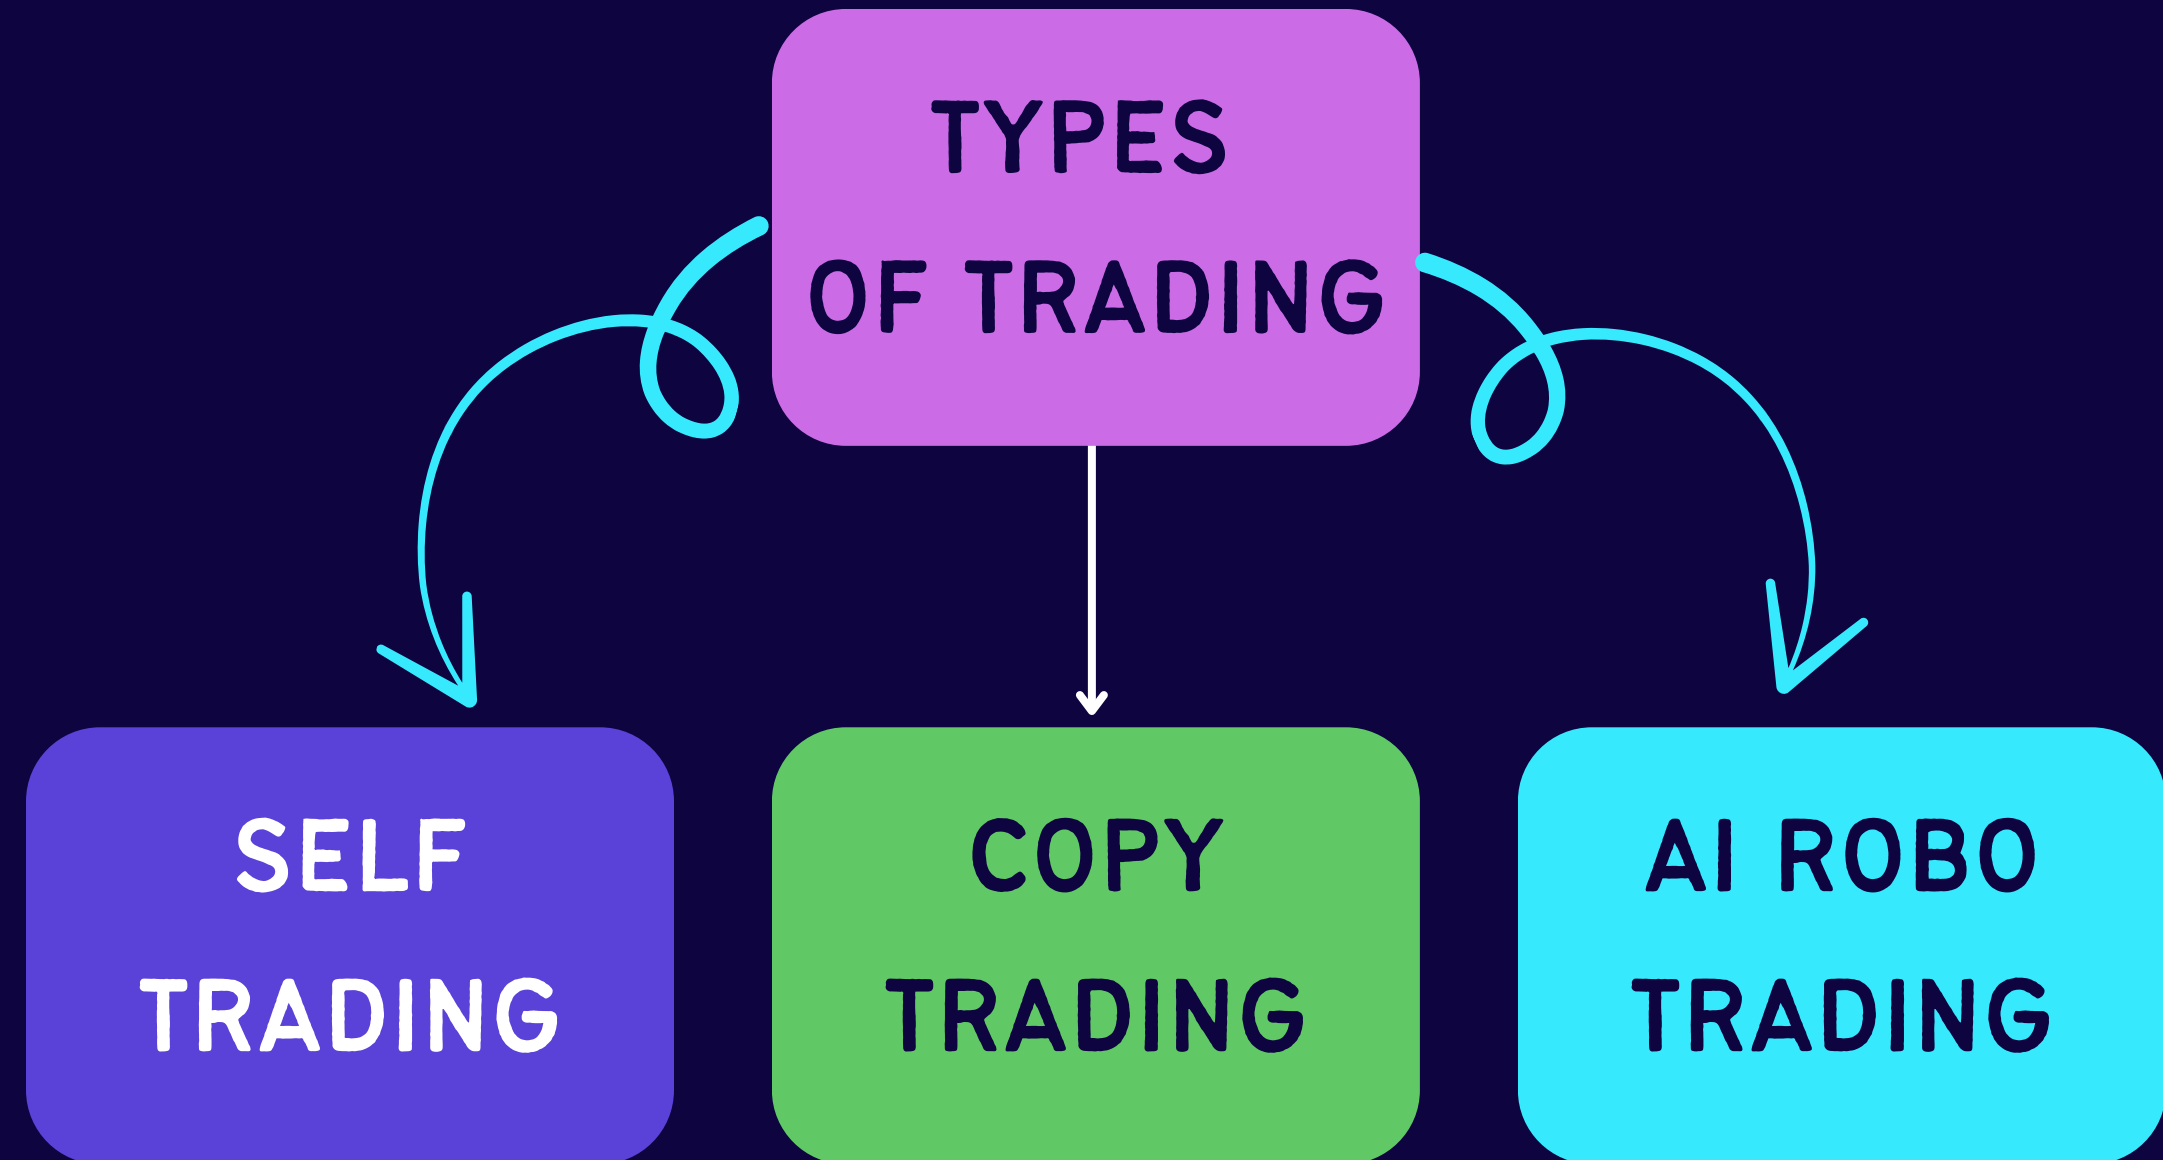 TYPES
OF TRADING
SELF
TRADING
COPY
TRADING
AI ROBO
TRADING